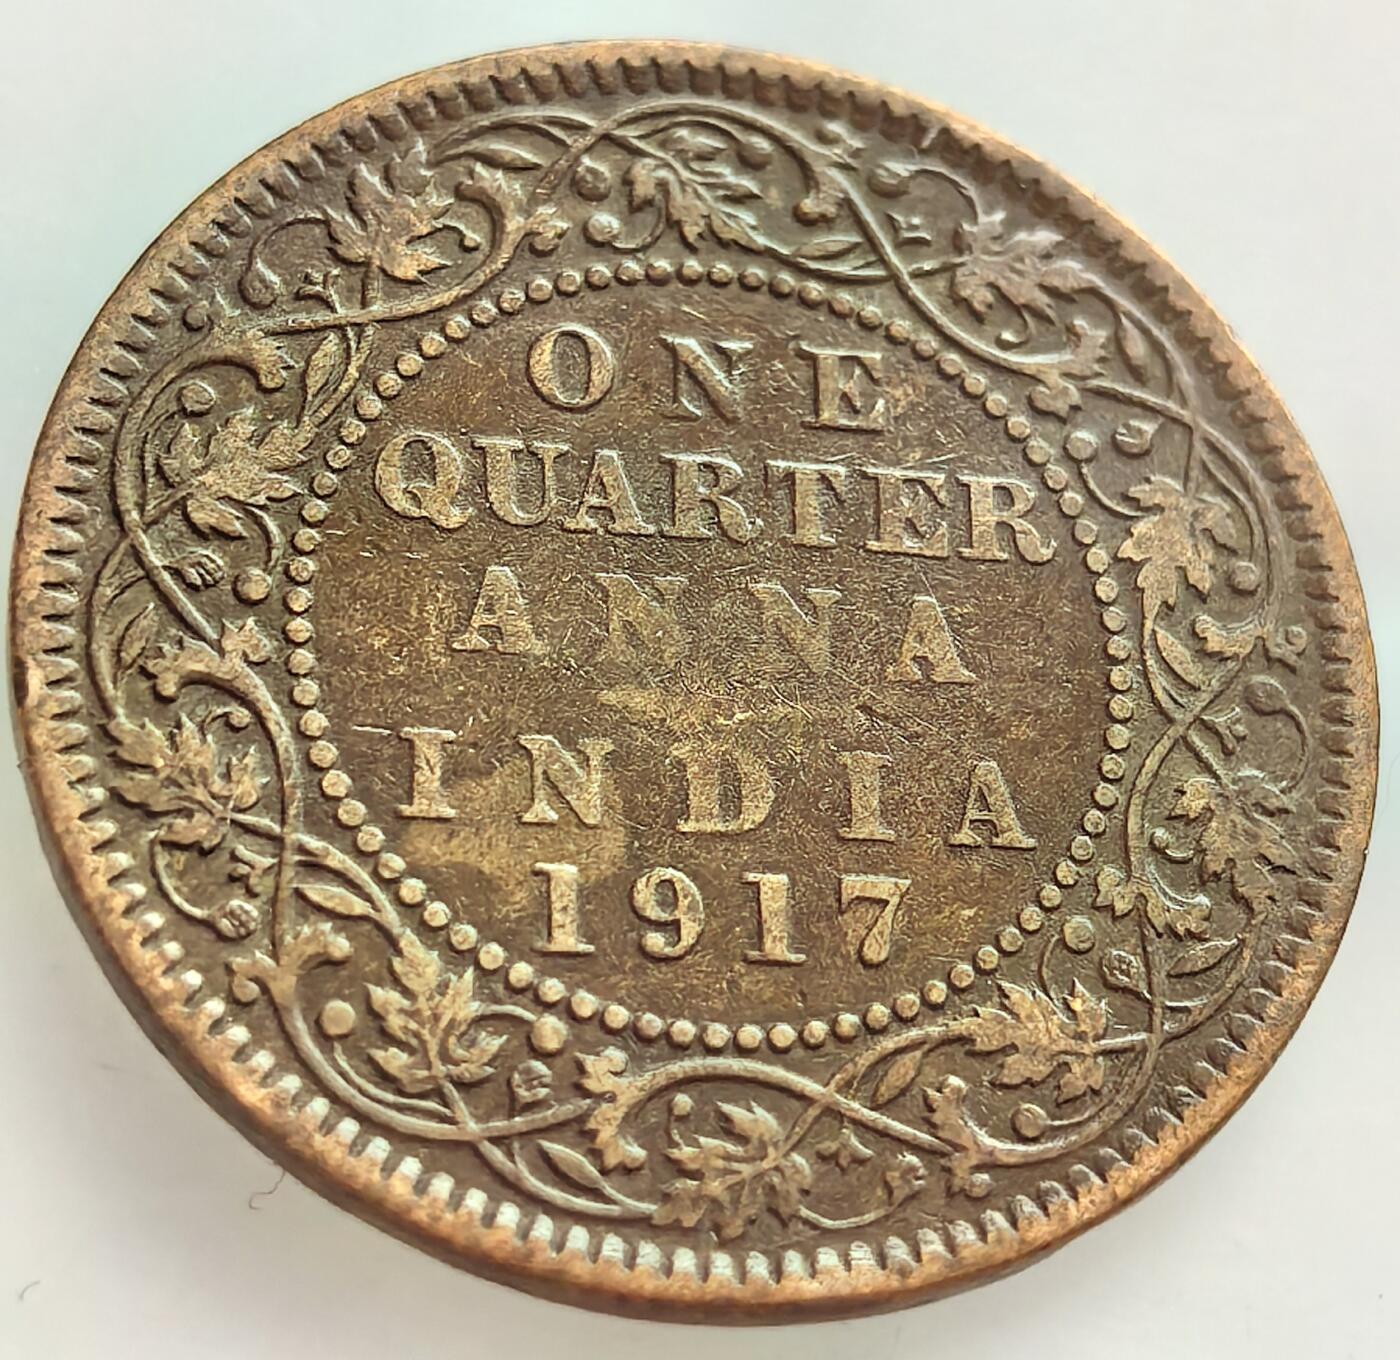 ONE
QUARTER
ANNA
INDIA
1917